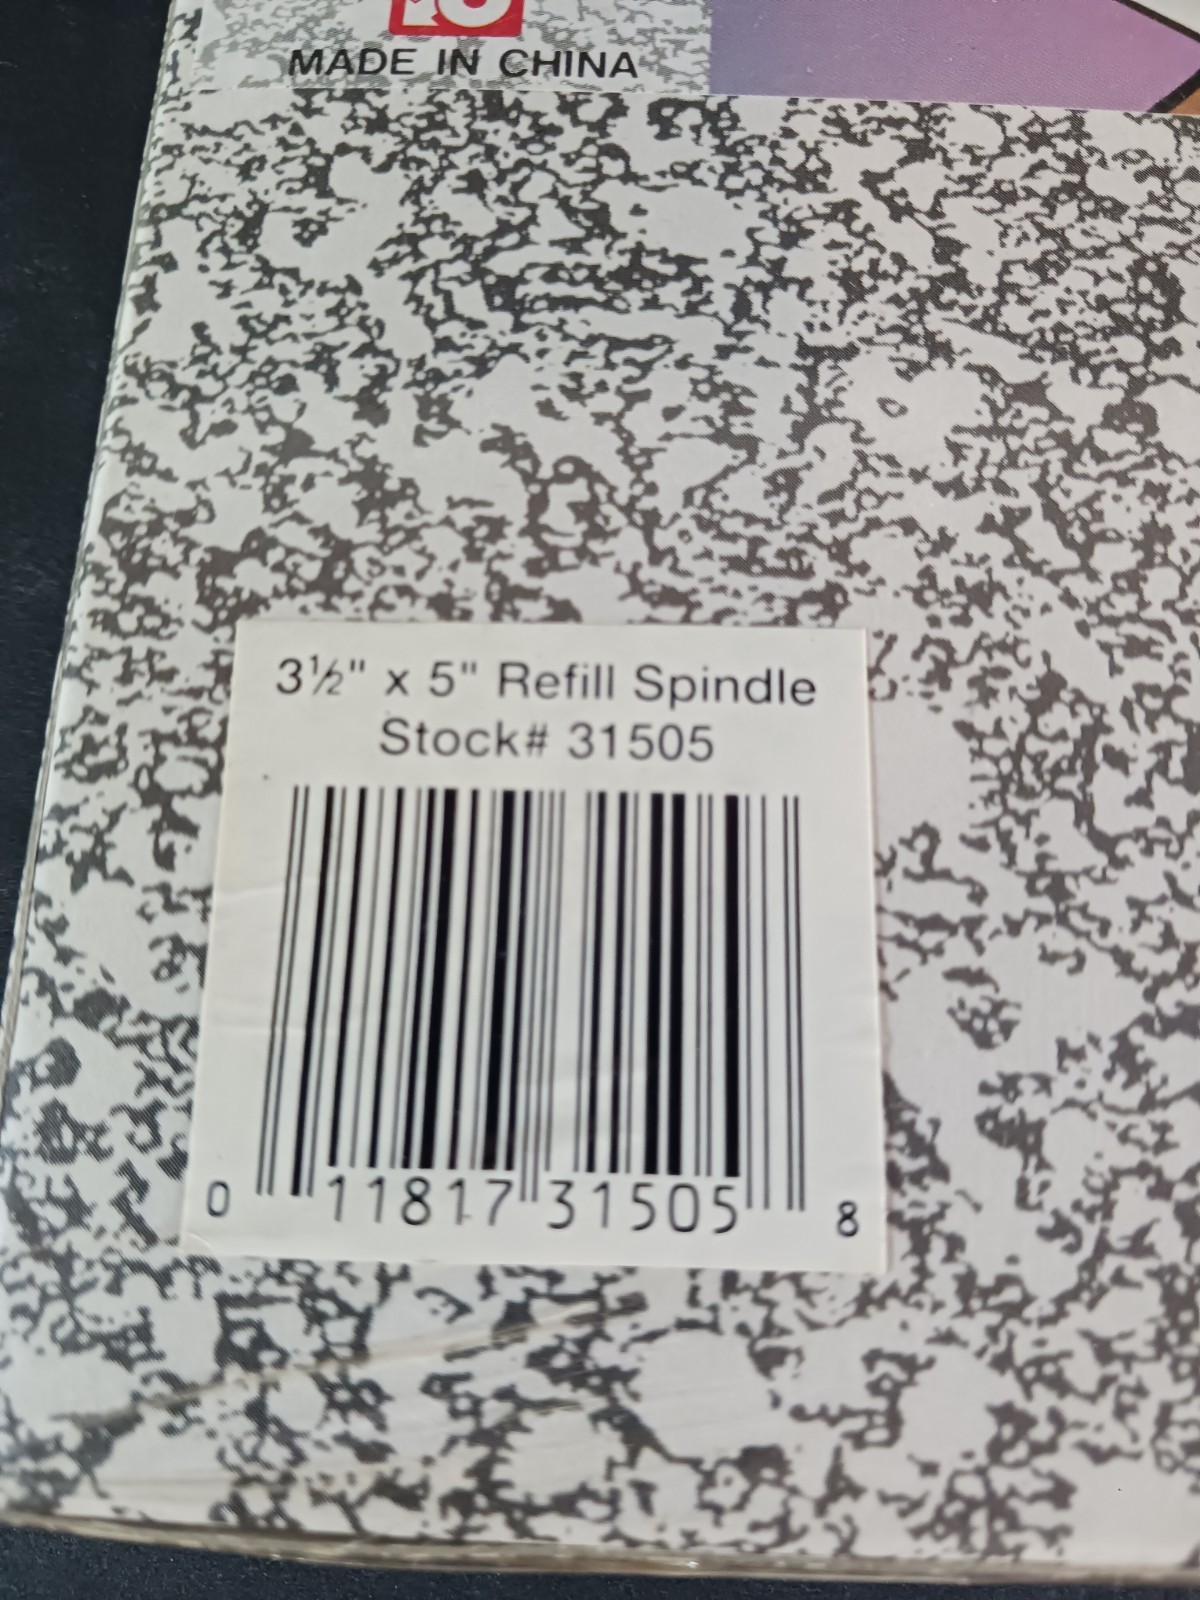 MADE IN CHINA
3½" x 5" Refill Spindle
Stock# 31505
0 11817 31505 8